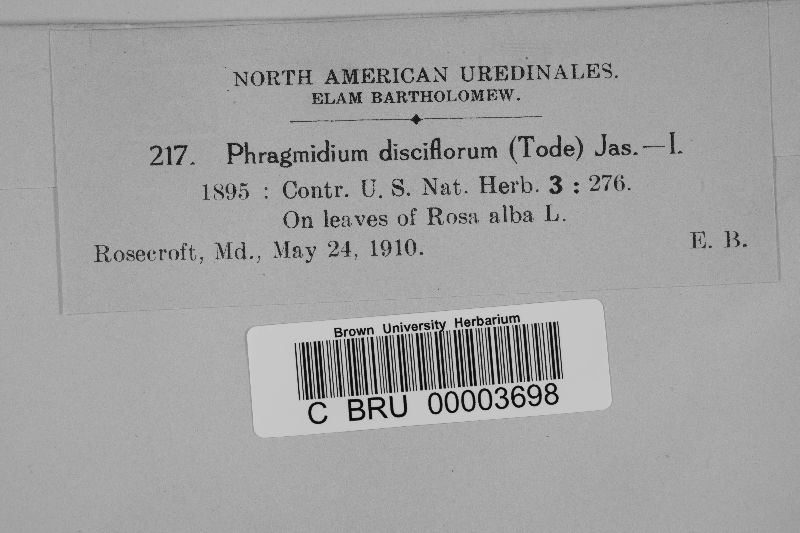 NORTH AMERICAN UREDINALES.
ELAM BARTHOLOMEW.
217. Phragmidium disciflorum (Tode) Jas.—I.
1895 : Contr. U. S. Nat. Herb. 3 : 276.
On leaves of Rosa alba L.
Rosecroft, Md., May 24, 1910. E. B.
Brown University Herbarium
C BRU 00003698